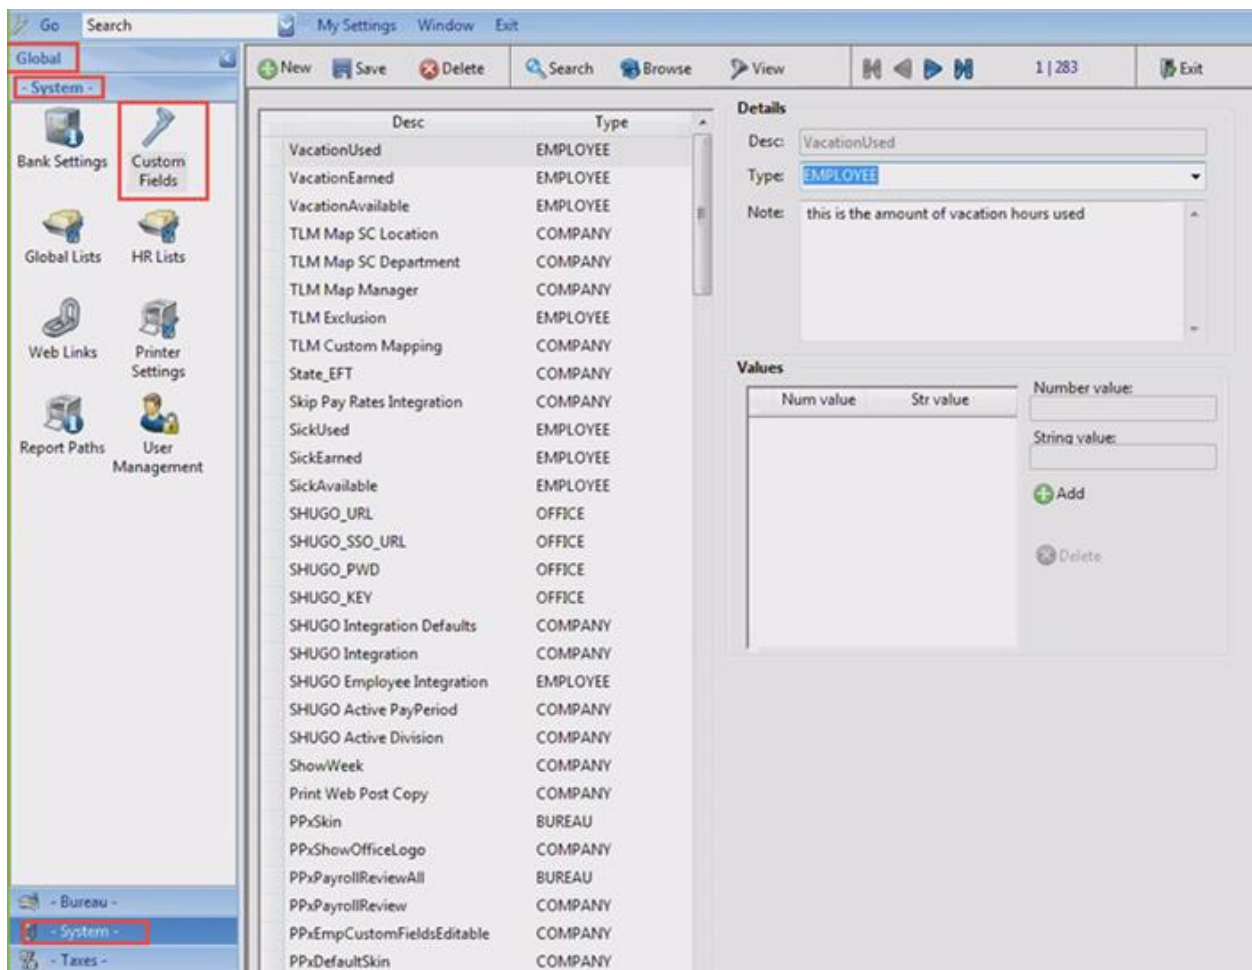 Go Search My Settings Window Exit
Global
- System -
Bank Settings
Custom
Fields
Global Lists
HR Lists
Web Links
Printer
Settings
Report Paths
User
Management
- Bureau -
- System -
- Taxes -
New Save Delete Search Browse View 1 | 283 Exit
Desc Type
VacationUsed EMPLOYEE
VacationEarned EMPLOYEE
VacationAvailable EMPLOYEE
TLM Map SC Location COMPANY
TLM Map SC Department COMPANY
TLM Map Manager COMPANY
TLM Exclusion EMPLOYEE
TLM Custom Mapping COMPANY
State_EFT COMPANY
Skip Pay Rates Integration COMPANY
SickUsed EMPLOYEE
SickEarned EMPLOYEE
SickAvailable EMPLOYEE
SHUGO_URL OFFICE
SHUGO_SSO_URL OFFICE
SHUGO_PWD OFFICE
SHUGO_KEY OFFICE
SHUGO Integration Defaults COMPANY
SHUGO Integration COMPANY
SHUGO Employee Integration EMPLOYEE
SHUGO Active PayPeriod COMPANY
SHUGO Active Division COMPANY
ShowWeek COMPANY
Print Web Post Copy COMPANY
PPxSkin BUREAU
PPxShowOfficeLogo COMPANY
PPxPayrollReviewAll BUREAU
PPxPayrollReview COMPANY
PPxEmpCustomFieldsEditable COMPANY
PPxDefaultSkin COMPANY
Details
Desc: VacationUsed
Type: EMPLOYEE
Note: this is the amount of vacation hours used
Values
Num value Str value
Number value:
String value:
Add
Delete